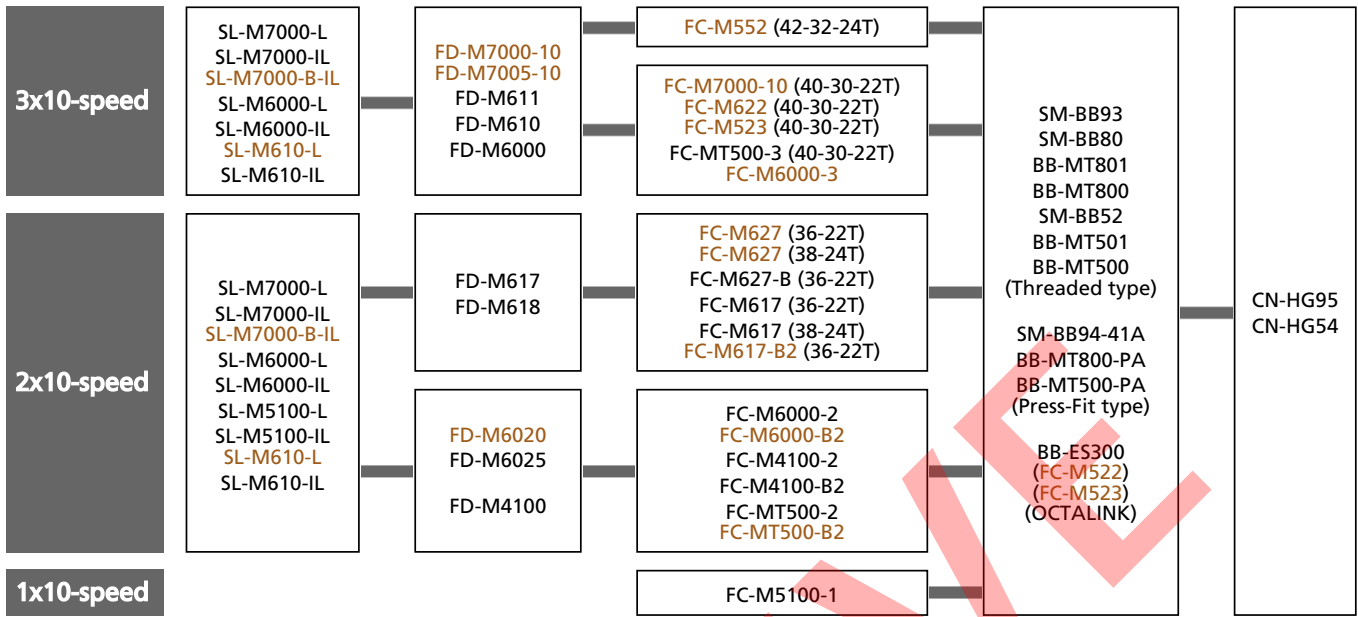 3x10-speed
SL-M7000-L
SL-M7000-IL
SL-M7000-B-IL
SL-M6000-L
SL-M6000-IL
SL-M610-L
SL-M610-IL
FD-M7000-10
FD-M7005-10
FD-M611
FD-M610
FD-M6000
FC-M552 (42-32-24T)
FC-M7000-10 (40-30-22T)
FC-M622 (40-30-22T)
FC-M523 (40-30-22T)
FC-MT500-3 (40-30-22T)
FC-M6000-3
2x10-speed
SL-M7000-L
SL-M7000-IL
SL-M7000-B-IL
SL-M6000-L
SL-M6000-IL
SL-M5100-L
SL-M5100-IL
SL-M610-L
SL-M610-IL
FD-M617
FD-M618
FC-M627 (36-22T)
FC-M627 (38-24T)
FC-M627-B (36-22T)
FC-M617 (36-22T)
FC-M617 (38-24T)
FC-M617-B2 (36-22T)
FD-M6020
FD-M6025
FD-M4100
FC-M6000-2
FC-M6000-B2
FC-M4100-2
FC-M4100-B2
FC-MT500-2
FC-MT500-B2
1x10-speed
FC-M5100-1
SM-BB93
SM-BB80
BB-MT801
BB-MT800
SM-BB52
BB-MT501
BB-MT500
(Threaded type)
SM-BB94-41A
BB-MT800-PA
BB-MT500-PA
(Press-Fit type)
BB-ES300
(FC-M522)
(FC-M523)
(OCTALINK)
CN-HG95
CN-HG54
VE